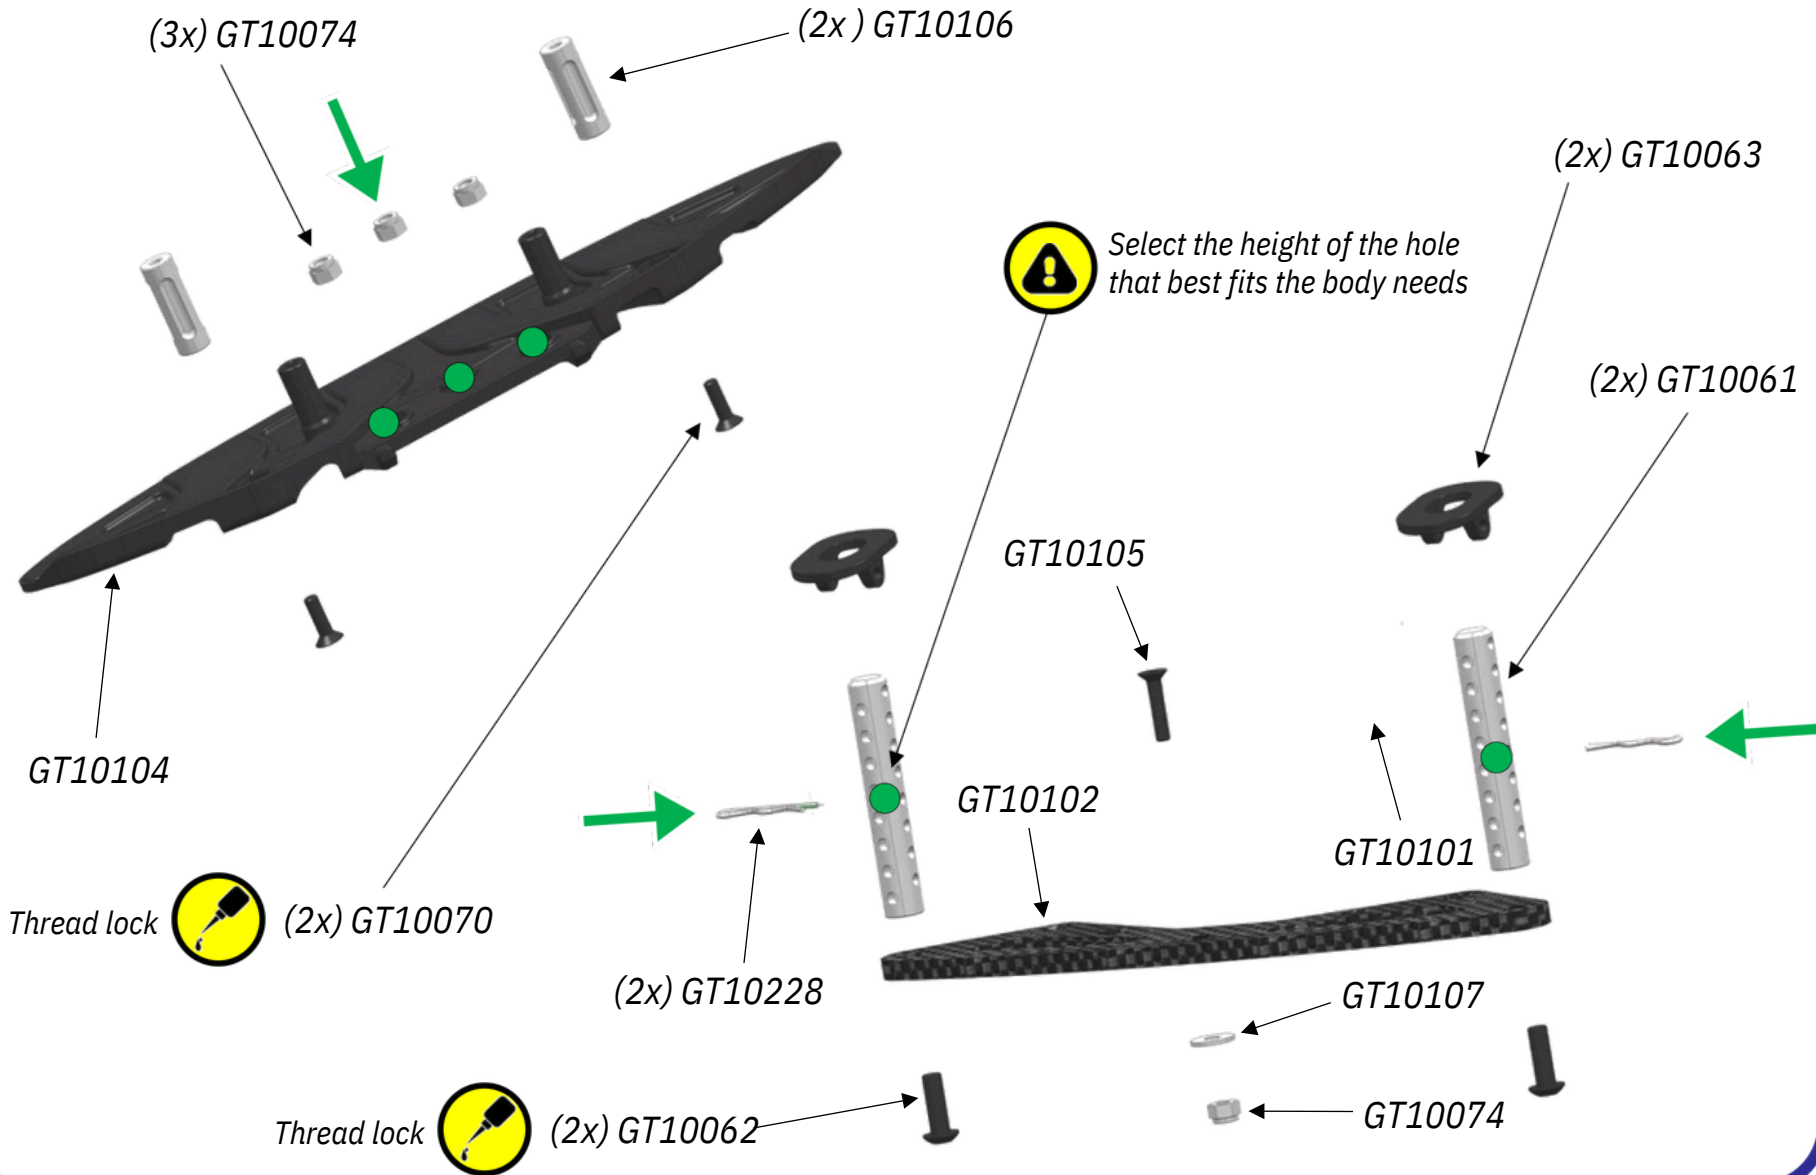 (3x) GT10074
(2x ) GT10106
(2x) GT10063
Select the height of the hole
that best fits the body needs
(2x) GT10061
GT10105
GT10104
GT10102
GT10101
Thread lock
(2x) GT10070
(2x) GT10228
GT10107
Thread lock
(2x) GT10062
GT10074